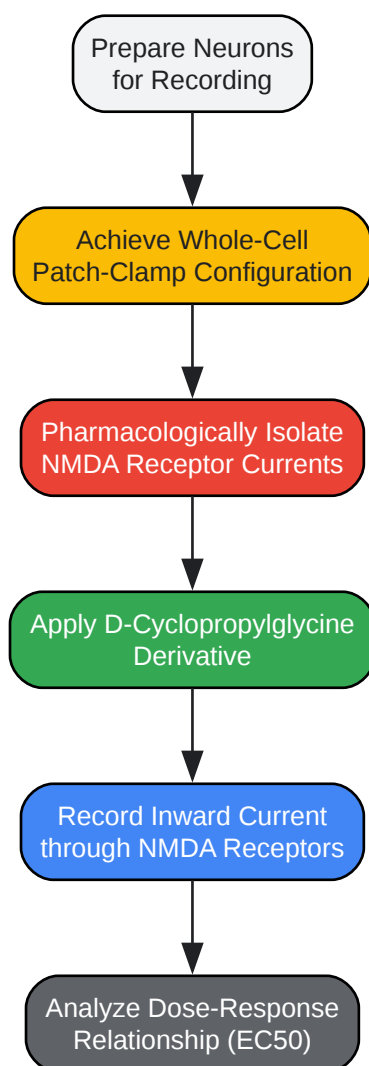 Prepare Neurons
for Recording
Achieve Whole-Cell
Patch-Clamp Configuration
Pharmacologically Isolate
NMDA Receptor Currents
Apply D-Cyclopropylglycine
Derivative
Record Inward Current
through NMDA Receptors
Analyze Dose-Response
Relationship (EC50)